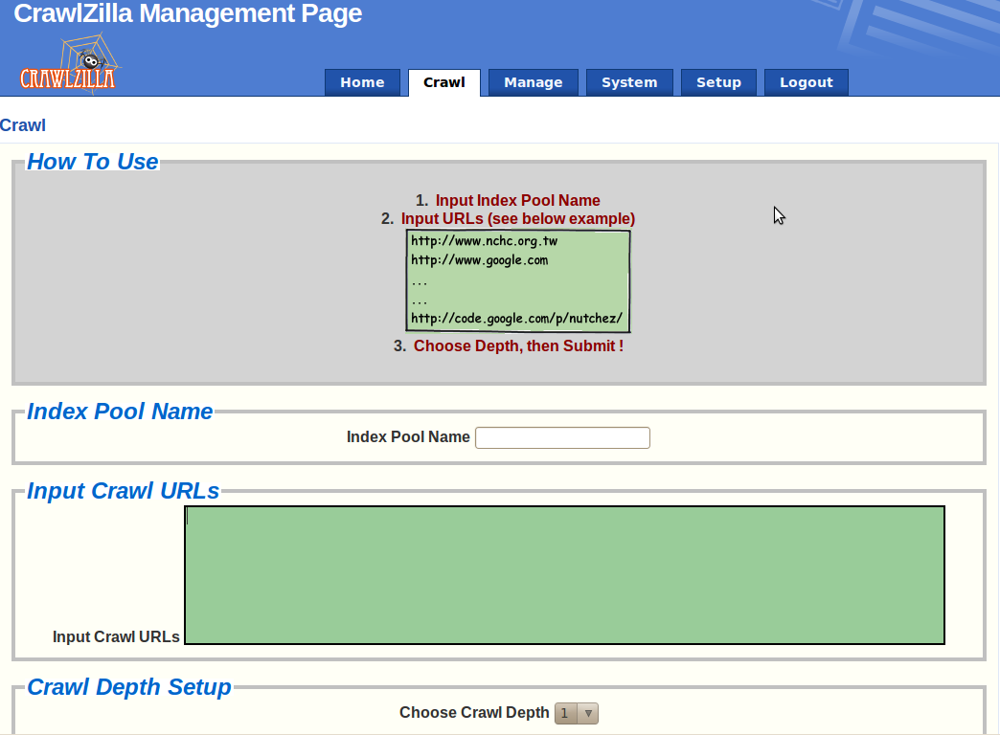 CrawlZilla Management Page
CRAWLZILLA
Home Crawl Manage System Setup Logout
Crawl
How To Use
1. Input Index Pool Name
2. Input URLs (see below example)
http://www.nchc.org.tw
http://www.google.com
...
...
http://code.google.com/p/nutchez/
3. Choose Depth, then Submit !
Index Pool Name
Index Pool Name
Input Crawl URLs
Input Crawl URLs
Crawl Depth Setup
Choose Crawl Depth 1